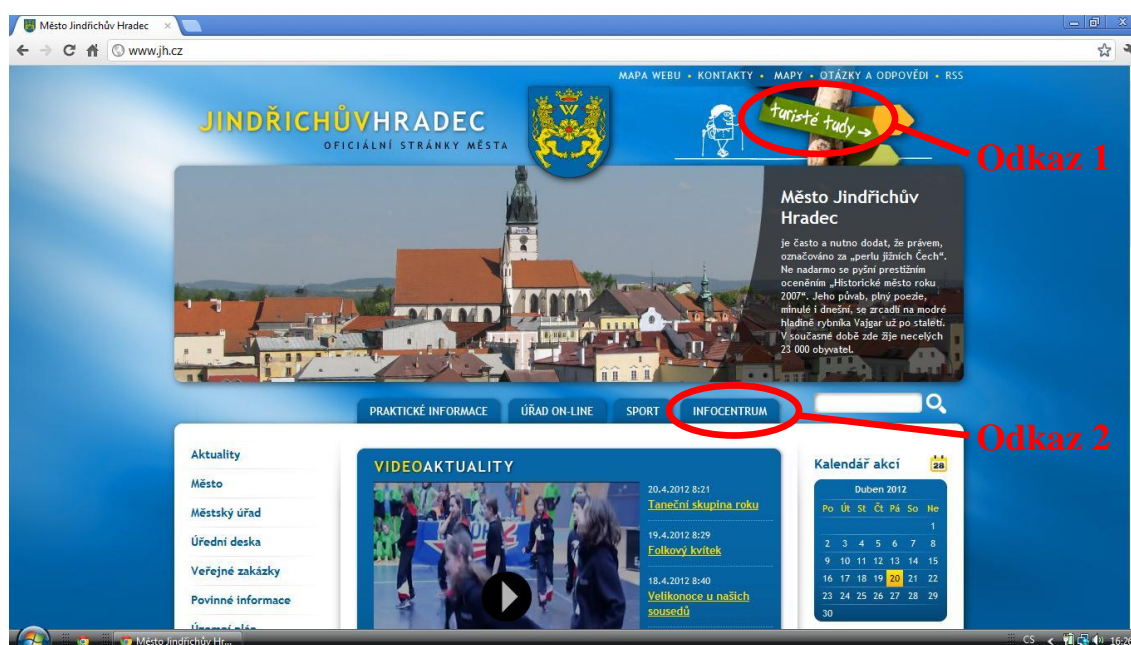 Město Jindřichův Hradec
www.jh.cz
MAPA WEBU • KONTAKTY • MAPY • OTÁZKY A ODPOVĚDI • RSS
JINDŘICHŮVHRADEC
OFICIÁLNÍ STRÁNKY MĚSTA
turisté tudy →
Odkaz 1
Město Jindřichův
Hradec
je často a nutno dodat, že právem,
označováno za „perlu jižních Čech“.
Ne nadarmo se pyšní prestižním
oceněním „Historické město roku
2007“. Jeho půvab, plný poezie,
minulé i dnešní, se zrcadlí na modré
hladině rybníka Vajgar už po staletí.
V současné době zde žije necelých
23 000 obyvatel.
PRAKTICKÉ INFORMACE ÚŘAD ON-LINE SPORT INFOCENTRUM
Odkaz 2
Aktuality
Město
Městský úřad
Úřední deska
Veřejné zakázky
Povinné informace
Územní plán
VIDEOAKTUALITY
20.4.2012 8:21
Taneční skupina roku
19.4.2012 8:29
Folkový kvítek
18.4.2012 8:40
Velikonoce u našich
sousedů
Kalendář akcí 28
Duben 2012
Po Út St Čt Pá So Ne
1
2 3 4 5 6 7 8
9 10 11 12 13 14 15
16 17 18 19 20 21 22
23 24 25 26 27 28 29
30
Město Jindřichův Hr...
CS
16:26